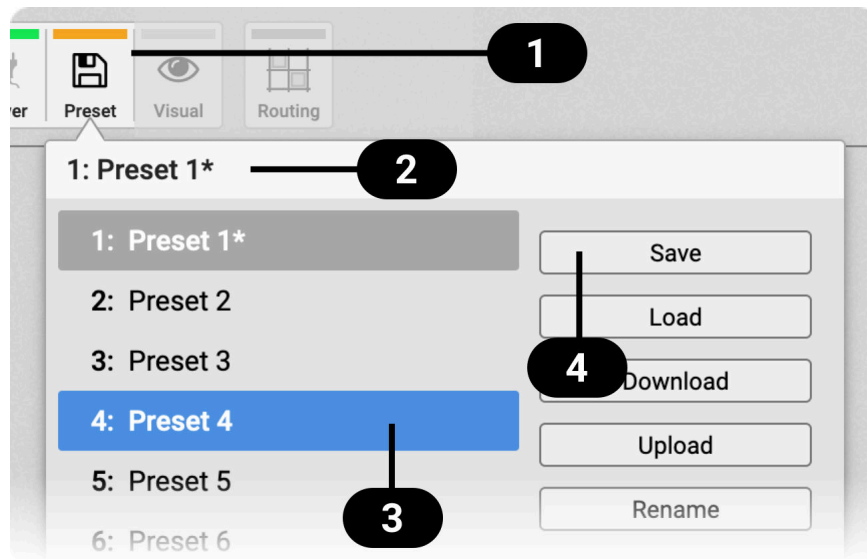 1
er Preset Visual Routing
2
1: Preset 1*
1: Preset 1*
Save
2: Preset 2
Load
3: Preset 3
4
Download
4: Preset 4
Upload
5: Preset 5
3
Rename
6: Preset 6